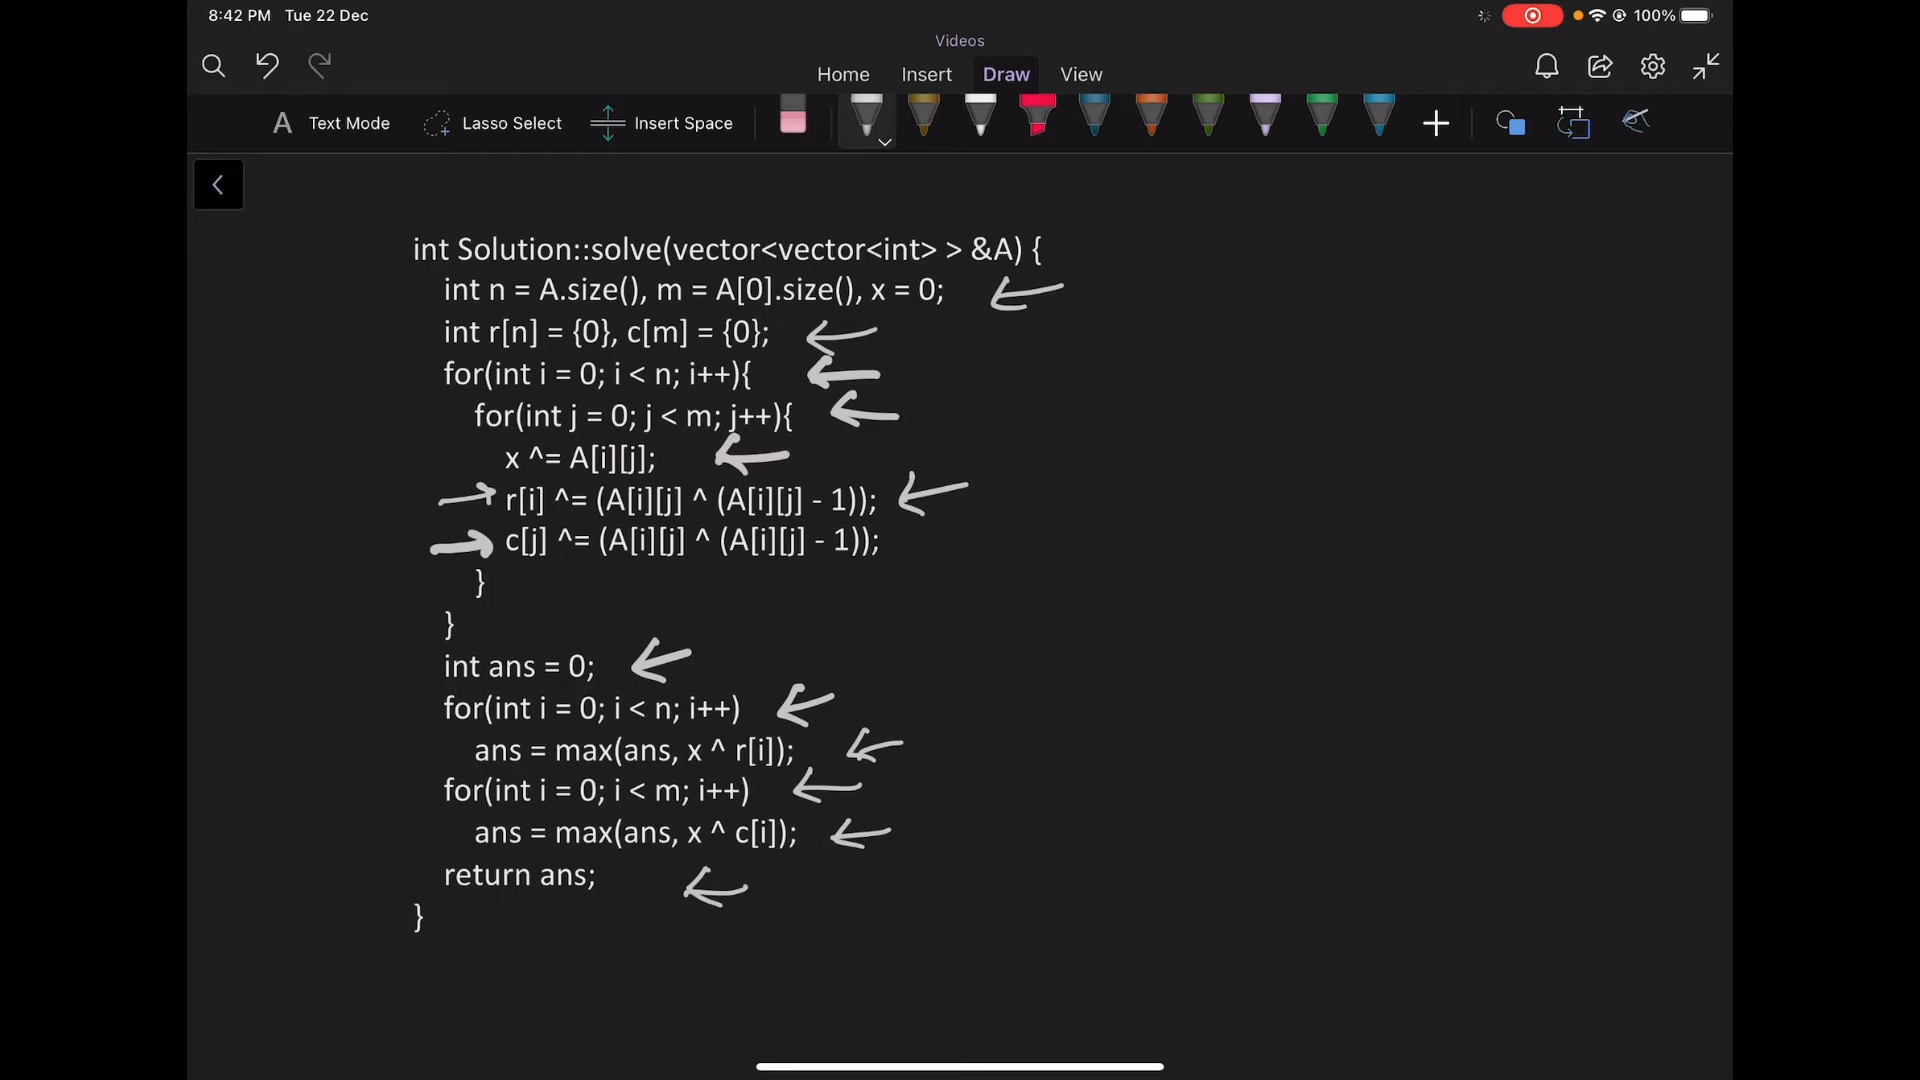 8:42 PM Tue 22 Dec
100%
Videos
Home Insert Draw View
A Text Mode Lasso Select Insert Space
int Solution::solve(vector<vector<int> > &A) {
int n = A.size(), m = A[0].size(), x = 0;
int r[n] = {0}, c[m] = {0};
for(int i = 0; i < n; i++){
for(int j = 0; j < m; j++){
x ^= A[i][j];
r[i] ^= (A[i][j] ^ (A[i][j] - 1));
c[j] ^= (A[i][j] ^ (A[i][j] - 1));
}
}
int ans = 0;
for(int i = 0; i < n; i++)
ans = max(ans, x ^ r[i]);
for(int i = 0; i < m; i++)
ans = max(ans, x ^ c[i]);
return ans;
}